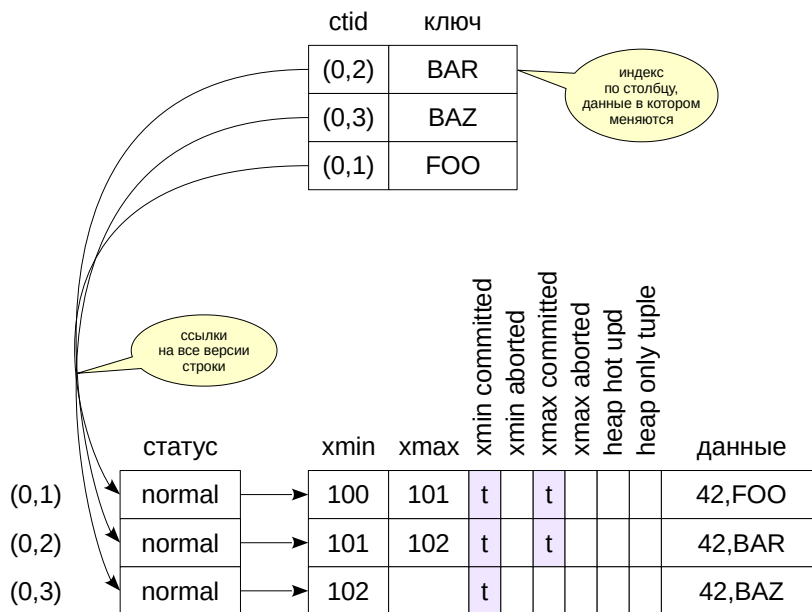 ctid ключ
(0,2) BAR
(0,3) BAZ
(0,1) FOO
индекс
по столбцу,
данные в котором
меняются
ссылки
на все версии
строки
статус xmin xmax xmin committed xmin aborted xmax committed xmax aborted heap hot upd heap only tuple данные
(0,1) normal 100 101 t t 42,FOO
(0,2) normal 101 102 t t 42,BAR
(0,3) normal 102 t 42,BAZ